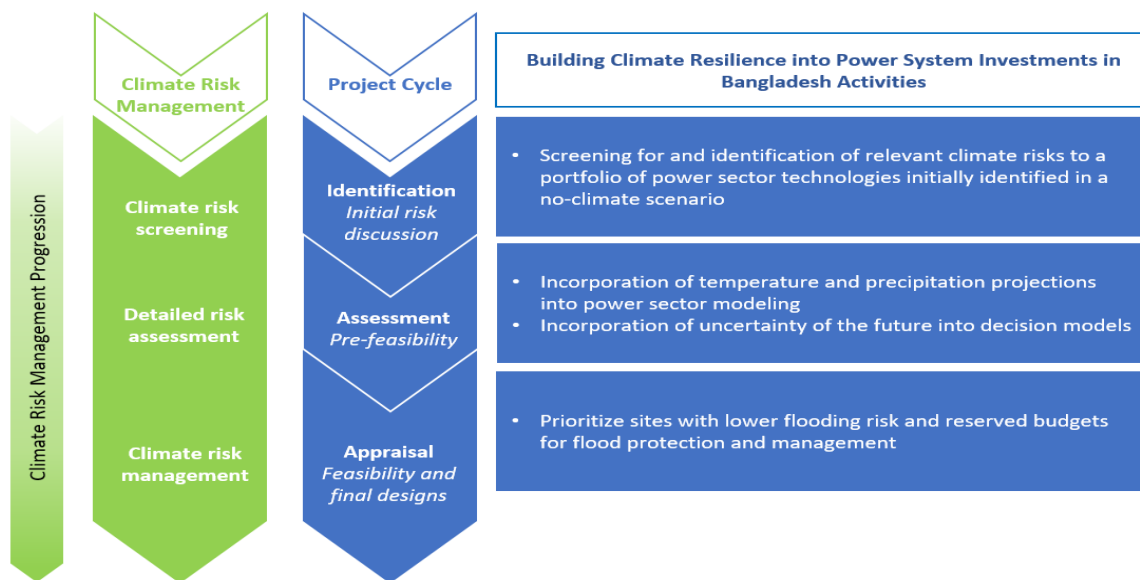 Climate Risk Management Progression
Climate Risk
Management
Climate risk
screening
Detailed risk
assessment
Climate risk
management
Project Cycle
Identification
Initial risk
discussion
Assessment
Pre-feasibility
Appraisal
Feasibility and
final designs
Building Climate Resilience into Power System Investments in
Bangladesh Activities
• Screening for and identification of relevant climate risks to a
portfolio of power sector technologies initially identified in a
no-climate scenario
• Incorporation of temperature and precipitation projections
into power sector modeling
• Incorporation of uncertainty of the future into decision models
• Prioritize sites with lower flooding risk and reserved budgets
for flood protection and management